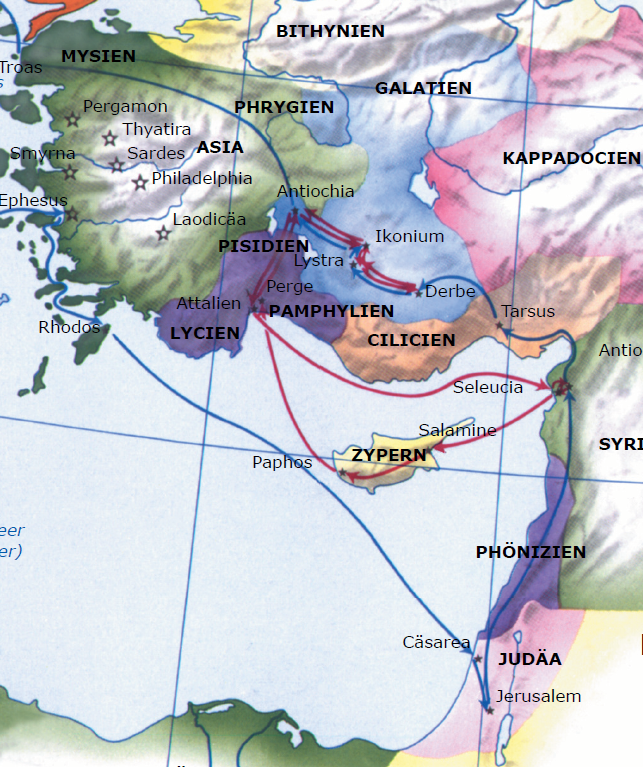 BITHYNIEN
MYSIEN
Troas
GALATIEN
Pergamon
PHRYGIEN
Thyatira
Smyrna
Sardes
ASIA
KAPPADOCIEN
Philadelphia
Antiochia
Ephesus
Laodicäa
Ikonium
PISIDIEN
Lystra
Perge
Derbe
Attalien
PAMPHYLIEN
Tarsus
Rhodos
LYCIEN
CILICIEN
Antio
Seleucia
Salamine
SYRI
Paphos
ZYPERN
eer
er)
PHÖNIZIEN
Cäsarea
JUDÄA
Jerusalem